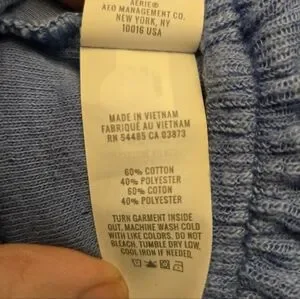 AERIE®
AEO MANAGEMENT CO.
NEW YORK, NY
10016 USA
MADE IN VIETNAM
FABRIQUÉ AU VIETNAM
RN 54485 CA 03873
60% COTTON
40% POLYESTER
60% COTON
40% POLYESTER
TURN GARMENT INSIDE
OUT, MACHINE WASH COLD
WITH LIKE COLORS. DO NOT
BLEACH. TUMBLE DRY LOW.
COOL IRON IF NEEDED.